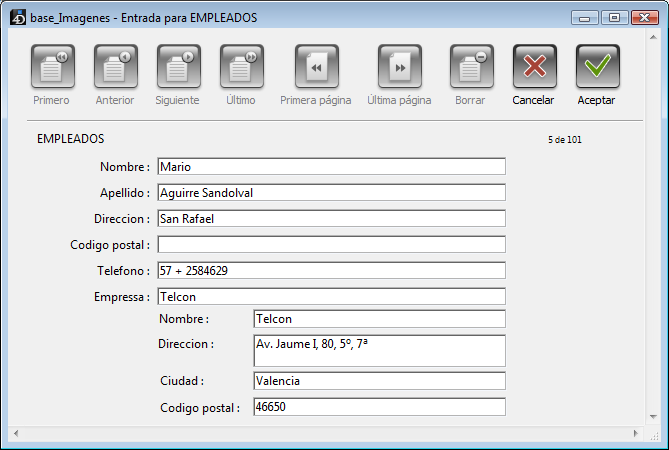 base_Imagenes - Entrada para EMPLEADOS
Primero Anterior Siguiente Último Primera página Última página Borrar Cancelar Aceptar
EMPLEADOS 5 de 101
Nombre : Mario
Apellido : Aguirre Sandolval
Direccion : San Rafael
Codigo postal :
Telefono : 57 + 2584629
Empressa : Telcon
Nombre : Telcon
Direccion : Av. Jaume I, 80, 5º, 7ª
Ciudad : Valencia
Codigo postal : 46650